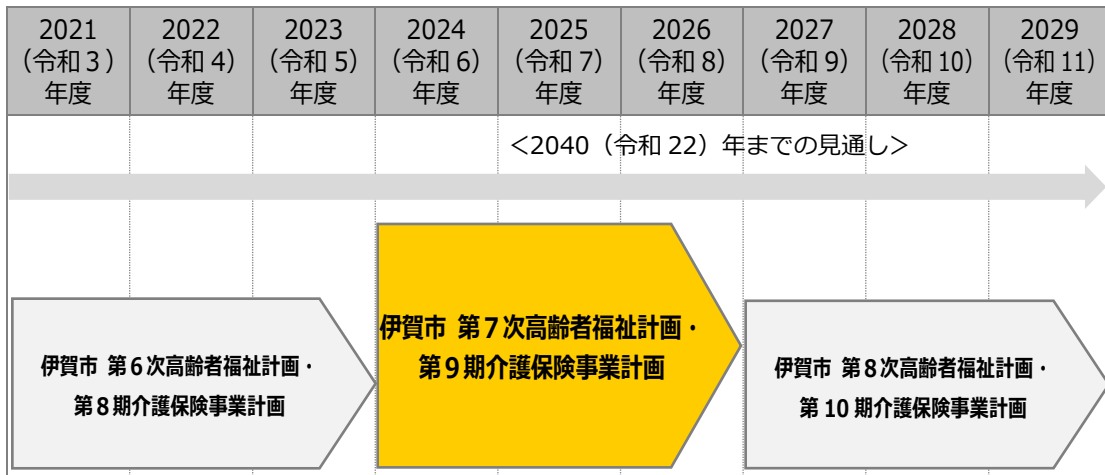 2021
（令和３）
年度
2022
（令和 4）
年度
2023
（令和 5）
年度
2024
（令和 6）
年度
2025
（令和 7）
年度
2026
（令和 8）
年度
2027
（令和 9）
年度
2028
（令和 10）
年度
2029
（令和 11）
年度
＜2040（令和 22）年までの見通し＞
伊賀市 第６次高齢者福祉計画・
第８期介護保険事業計画
伊賀市 第７次高齢者福祉計画・
第９期介護保険事業計画
伊賀市 第８次高齢者福祉計画・
第 10 期介護保険事業計画